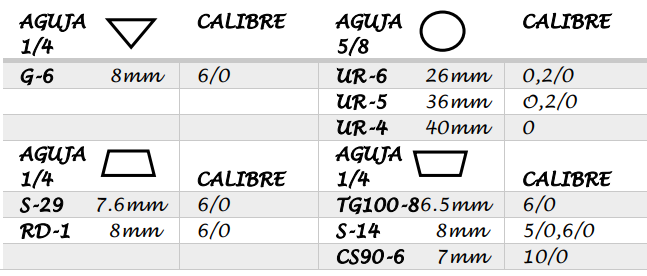 AGUJA 1/4 CALIBRE AGUJA 5/8 CALIBRE
G-6 8mm 6/0 UR-6 26mm 0,2/0
UR-5 36mm 0,2/0
UR-4 40mm 0
AGUJA 1/4 CALIBRE AGUJA 1/4 CALIBRE
S-29 7.6mm 6/0 TG100-8 6.5mm 6/0
RD-1 8mm 6/0 S-14 8mm 5/0,6/0
CS90-6 7mm 10/0